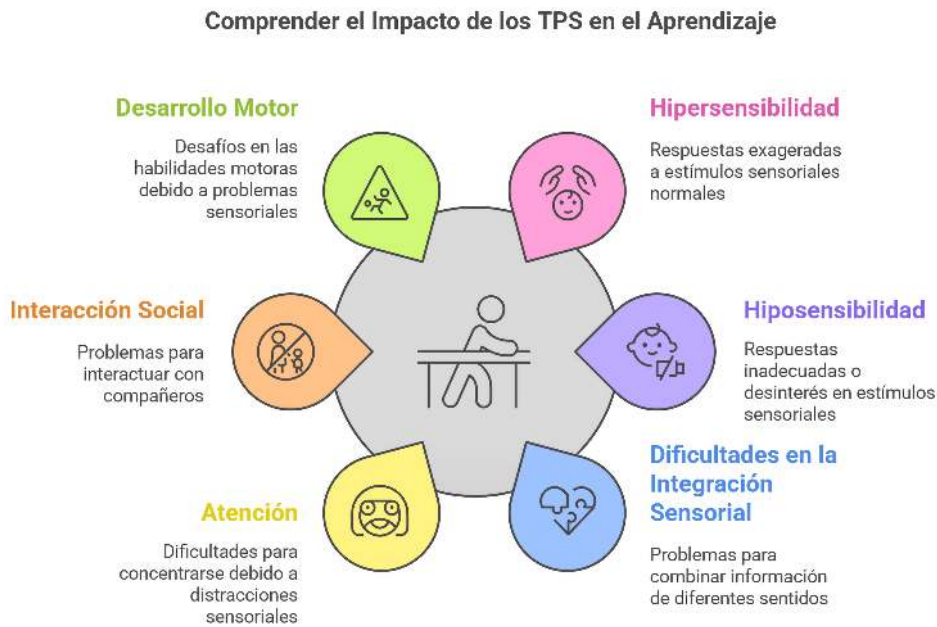 Comprender el Impacto de los TPS en el Aprendizaje
Desarrollo Motor
Desafíos en las
habilidades motoras
debido a problemas
sensoriales
Hipersensibilidad
Respuestas exageradas
a estímulos sensoriales
normales
Interacción Social
Problemas para
interactuar con
compañeros
Hiposensibilidad
Respuestas
inadecuadas o
desinterés en estímulos
sensoriales
Atención
Dificultades para
concentrarse debido a
distracciones
sensoriales
Dificultades en la
Integración
Sensorial
Problemas para
combinar información
de diferentes sentidos